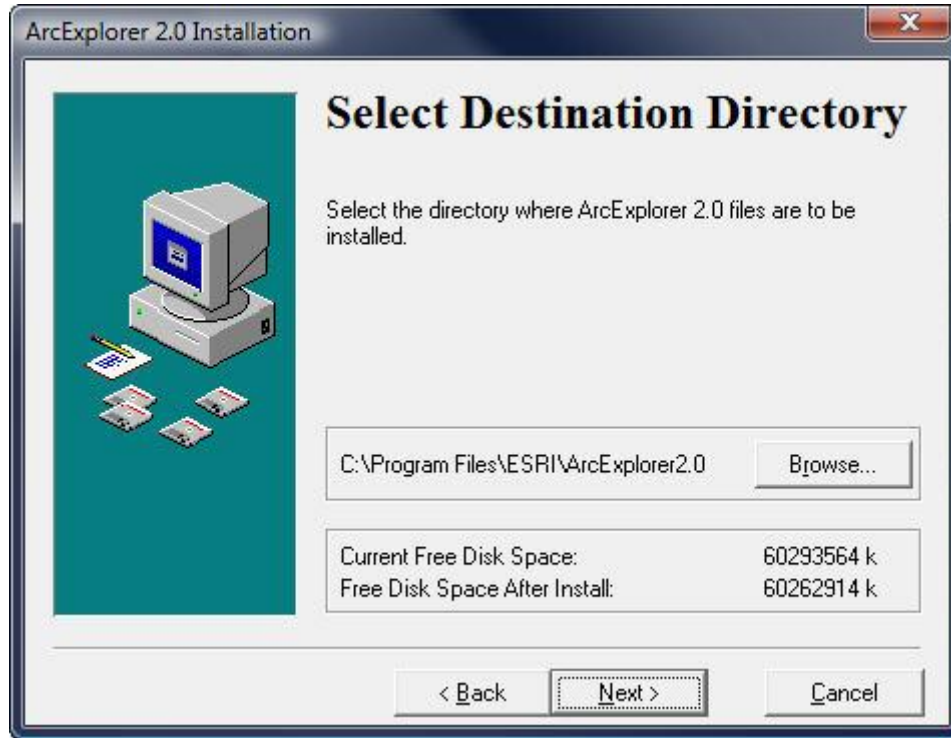 ArcExplorer 2.0 Installation
Select Destination Directory
Select the directory where ArcExplorer 2.0 files are to be
installed.
C:\Program Files\ESRI\ArcExplorer2.0
Browse...
Current Free Disk Space: 60293564 k
Free Disk Space After Install: 60262914 k
< Back Next > Cancel